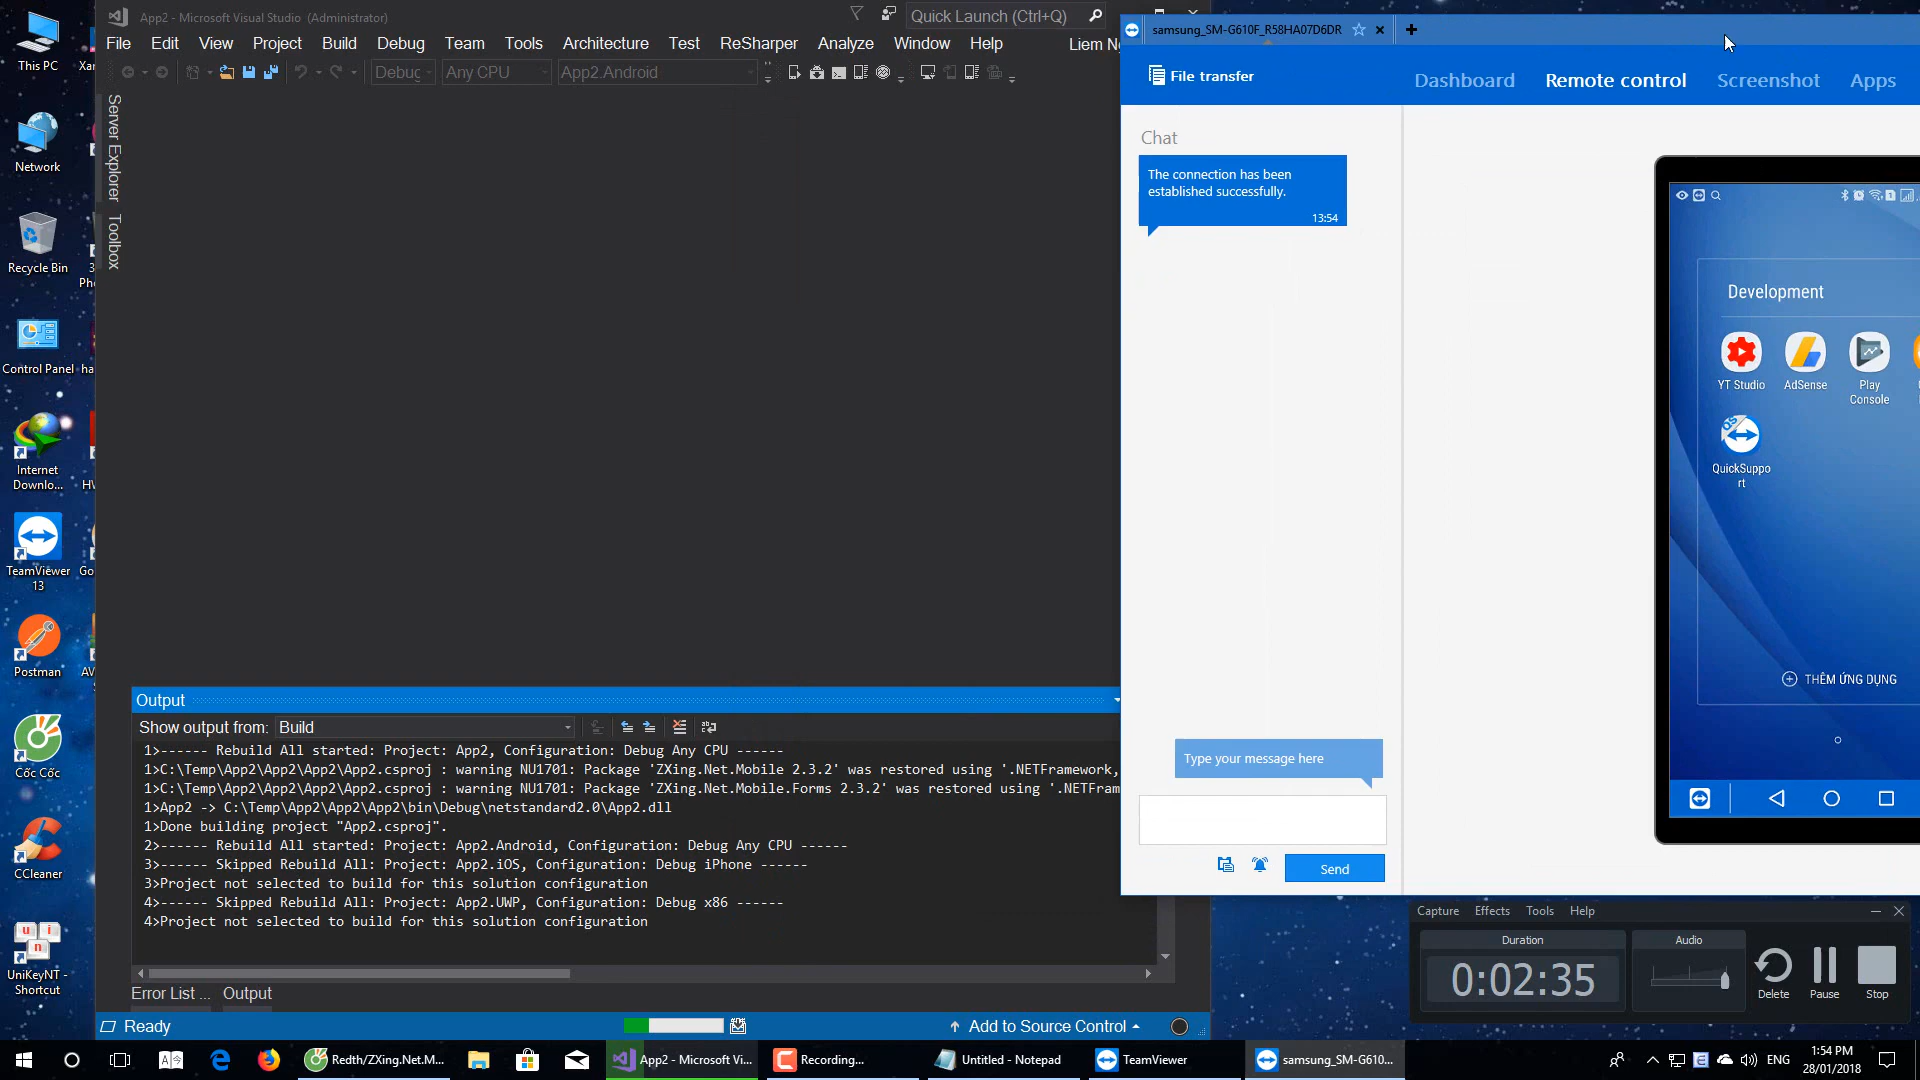 App2 - Microsoft Visual Studio (Administrator)
Quick Launch (Ctrl+Q)
File Edit View Project Build Debug Team Tools Architecture Test ReSharper Analyze Window Help
Any CPU App2.Android
Server Explorer
Toolbox
This PC
Network
Recycle Bin
Control Panel
Internet
Downlo...
TeamViewer
13
Postman
Cốc Cốc
CCleaner
UniKeyNT -
Shortcut
samsung_SM-G610F_R58HA07D6DR
File transfer
Dashboard Remote control Screenshot Apps
Chat
The connection has been
established successfully.
13:54
Development
YT Studio
AdSense
Play
Console
QuickSuppo
rt
THÊM ỨNG DỤNG
Type your message here
Send
Output
Show output from: Build
1>------ Rebuild All started: Project: App2, Configuration: Debug Any CPU ------
1>C:\Temp\App2\App2\App2\App2.csproj : warning NU1701: Package 'ZXing.Net.Mobile 2.3.2' was restored using '.NETFramework,
1>C:\Temp\App2\App2\App2\App2.csproj : warning NU1701: Package 'ZXing.Net.Mobile.Forms 2.3.2' was restored using '.NETFram
1>App2 -> C:\Temp\App2\App2\App2\bin\Debug\netstandard2.0\App2.dll
1>Done building project "App2.csproj".
2>------ Rebuild All started: Project: App2.Android, Configuration: Debug Any CPU ------
3>------ Skipped Rebuild All: Project: App2.iOS, Configuration: Debug iPhone ------
3>Project not selected to build for this solution configuration
4>------ Skipped Rebuild All: Project: App2.UWP, Configuration: Debug x86 ------
4>Project not selected to build for this solution configuration
Error List ... Output
Ready
Add to Source Control
Capture Effects Tools Help
Duration
0:02:35
Audio
Delete Pause Stop
Redth/ZXing.Net.M...
App2 - Microsoft Vi...
Recording...
Untitled - Notepad
TeamViewer
samsung_SM-G610...
ENG
1:54 PM
28/01/2018